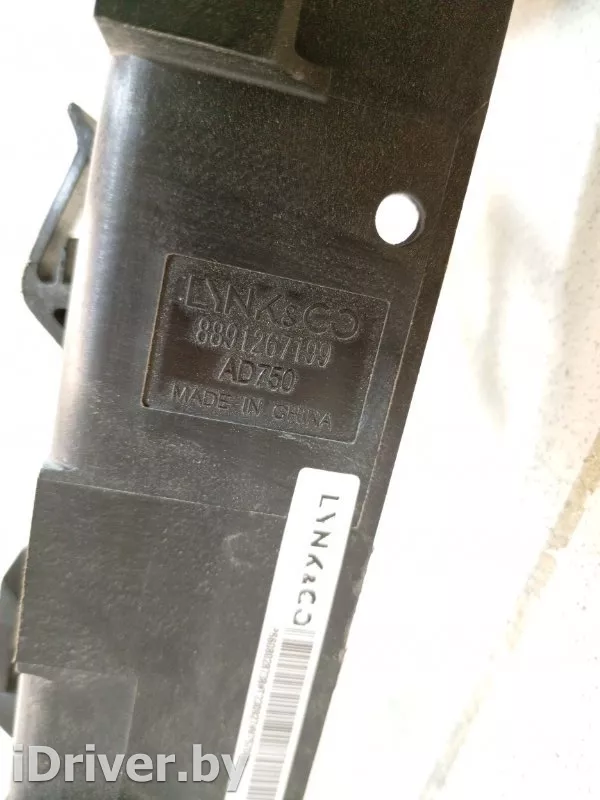 LYNK&CO
8891267109
AD750
MADE IN CHINA
LYNK&CO
iDriver.by